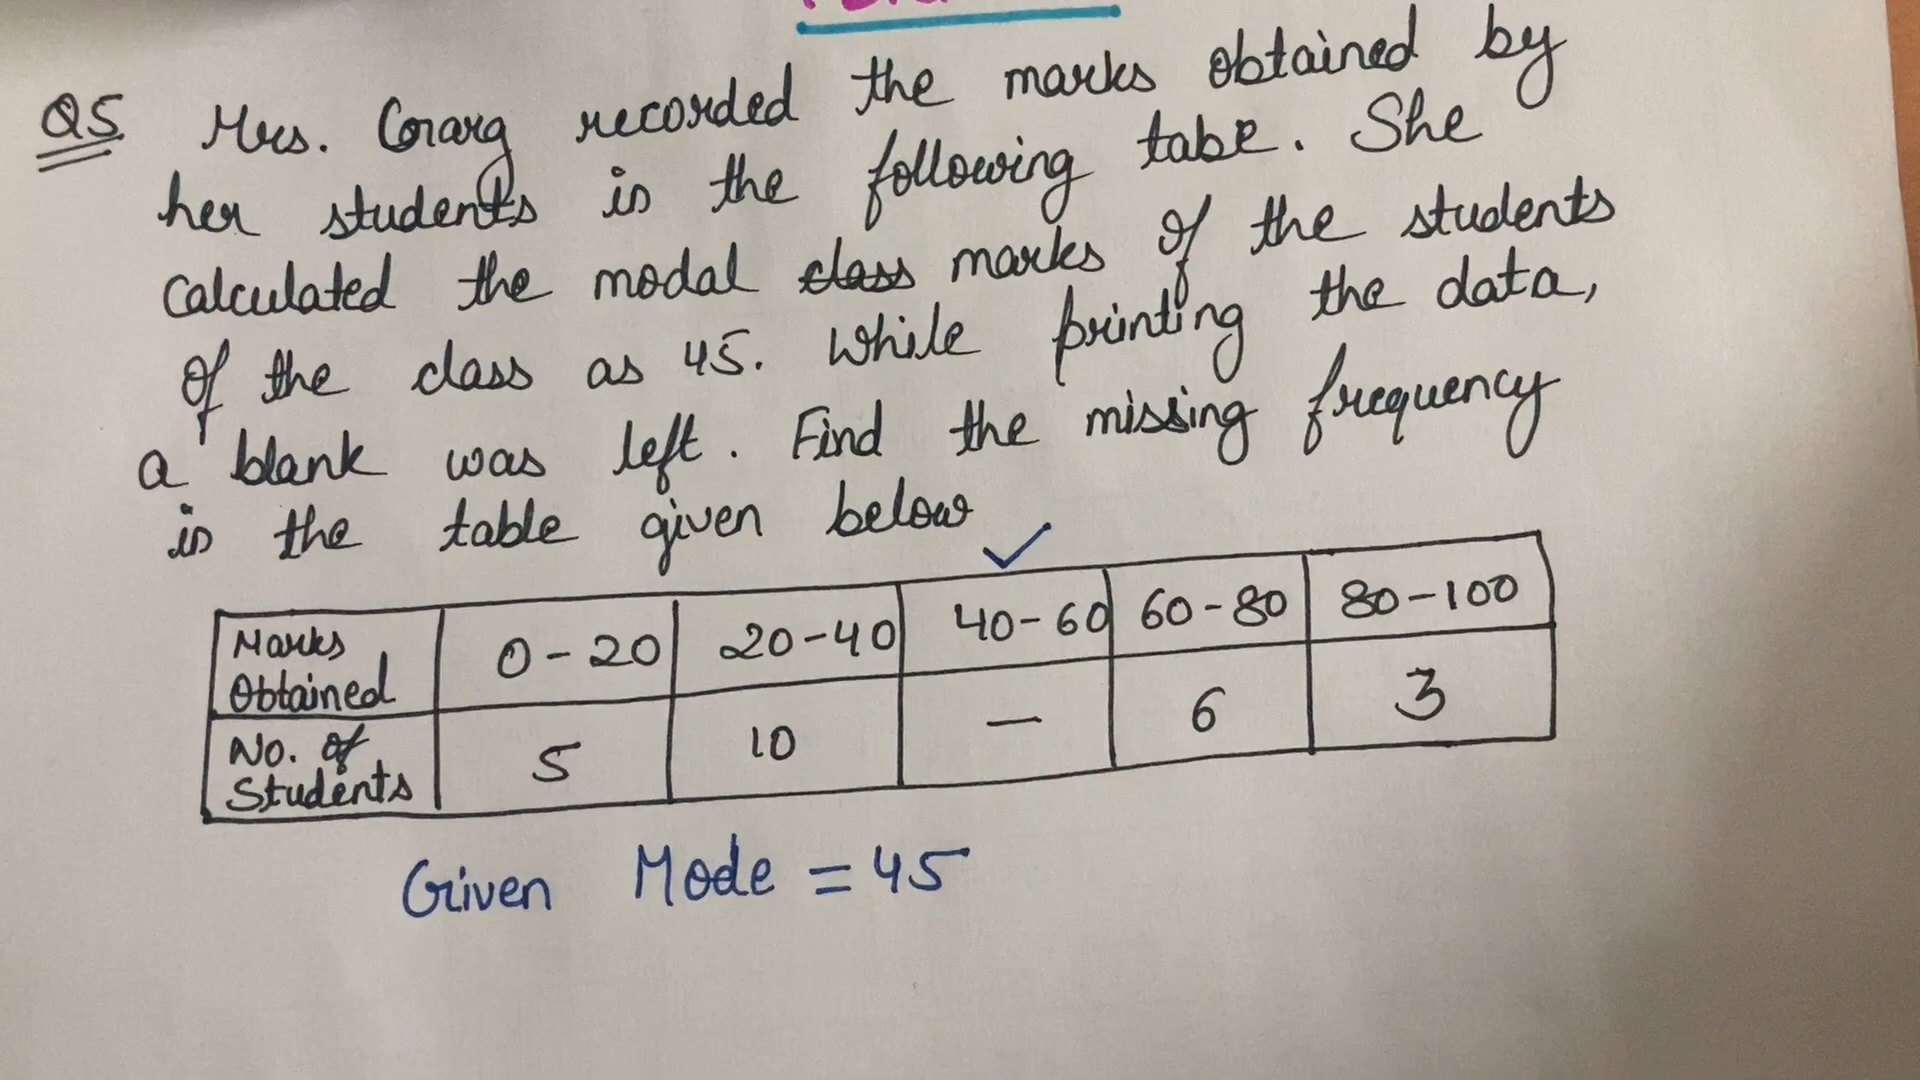 Q5 Mrs. Garg recorded the marks obtained by
her students in the following table. She
calculated the modal class marks of the students
of the class as 45. While printing the data,
a blank was left. Find the missing frequency
in the table given below
Marks Obtained 0-20 20-40 40-60 60-80 80-100
No. of Students 5 10 — 6 3
Given Mode = 45